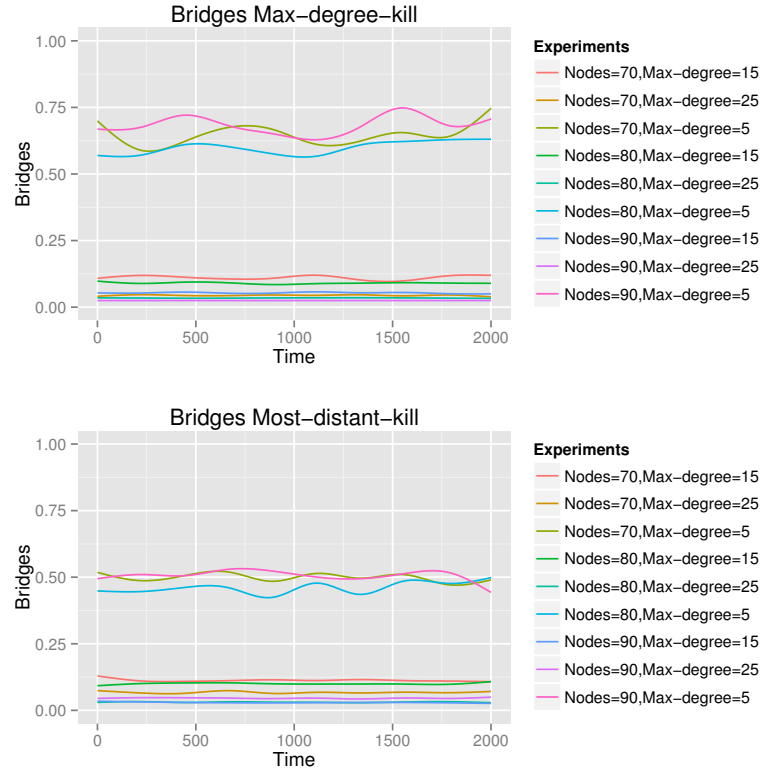 Bridges Max−degree−kill
1.00
0.75
0.50
0.25
0.00
Bridges
0 500 1000 1500 2000
Time
Experiments
Nodes=70,Max−degree=15
Nodes=70,Max−degree=25
Nodes=70,Max−degree=5
Nodes=80,Max−degree=15
Nodes=80,Max−degree=25
Nodes=80,Max−degree=5
Nodes=90,Max−degree=15
Nodes=90,Max−degree=25
Nodes=90,Max−degree=5
Bridges Most−distant−kill
1.00
0.75
0.50
0.25
0.00
Bridges
0 500 1000 1500 2000
Time
Experiments
Nodes=70,Max−degree=15
Nodes=70,Max−degree=25
Nodes=70,Max−degree=5
Nodes=80,Max−degree=15
Nodes=80,Max−degree=25
Nodes=80,Max−degree=5
Nodes=90,Max−degree=15
Nodes=90,Max−degree=25
Nodes=90,Max−degree=5